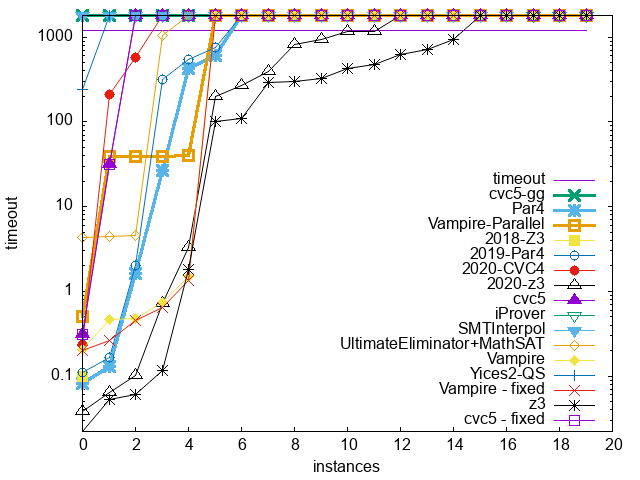 1000
100
10
1
0.1
timeout
timeout
cvc5-gg
Par4
Vampire-Parallel
2018-Z3
2019-Par4
2020-CVC4
2020-z3
cvc5
iProver
SMTInterpol
UltimateEliminator+MathSAT
Vampire
Yices2-QS
Vampire - fixed
z3
cvc5 - fixed
0 2 4 6 8 10 12 14 16 18 20
instances